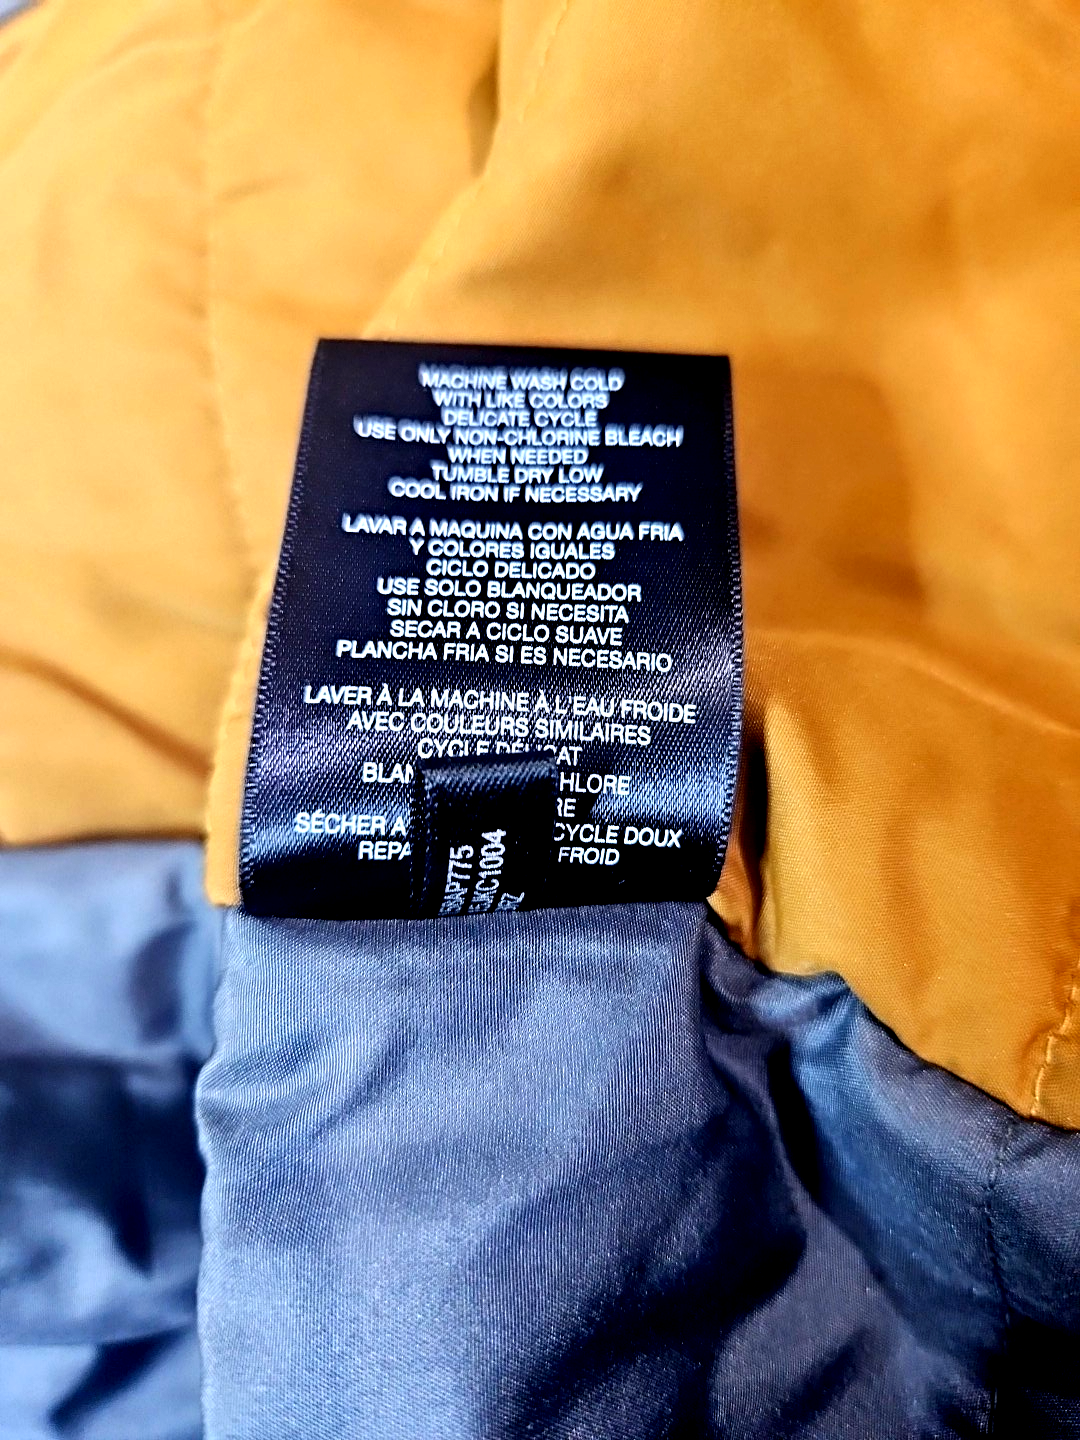 MACHINE WASH COLD
WITH LIKE COLORS
DELICATE CYCLE
USE ONLY NON-CHLORINE BLEACH
WHEN NEEDED
TUMBLE DRY LOW
COOL IRON IF NECESSARY
LAVAR A MAQUINA CON AGUA FRIA
Y COLORES IGUALES
CICLO DELICADO
USE SOLO BLANQUEADOR
SIN CLORO SI NECESITA
SECAR A CICLO SUAVE
PLANCHA FRIA SI ES NECESARIO
LAVER À LA MACHINE À L'EAU FROIDE
AVEC COULEURS SIMILAIRES
CYCLE DÉLICAT
SÉCHER A CYCLE DOUX
FROID